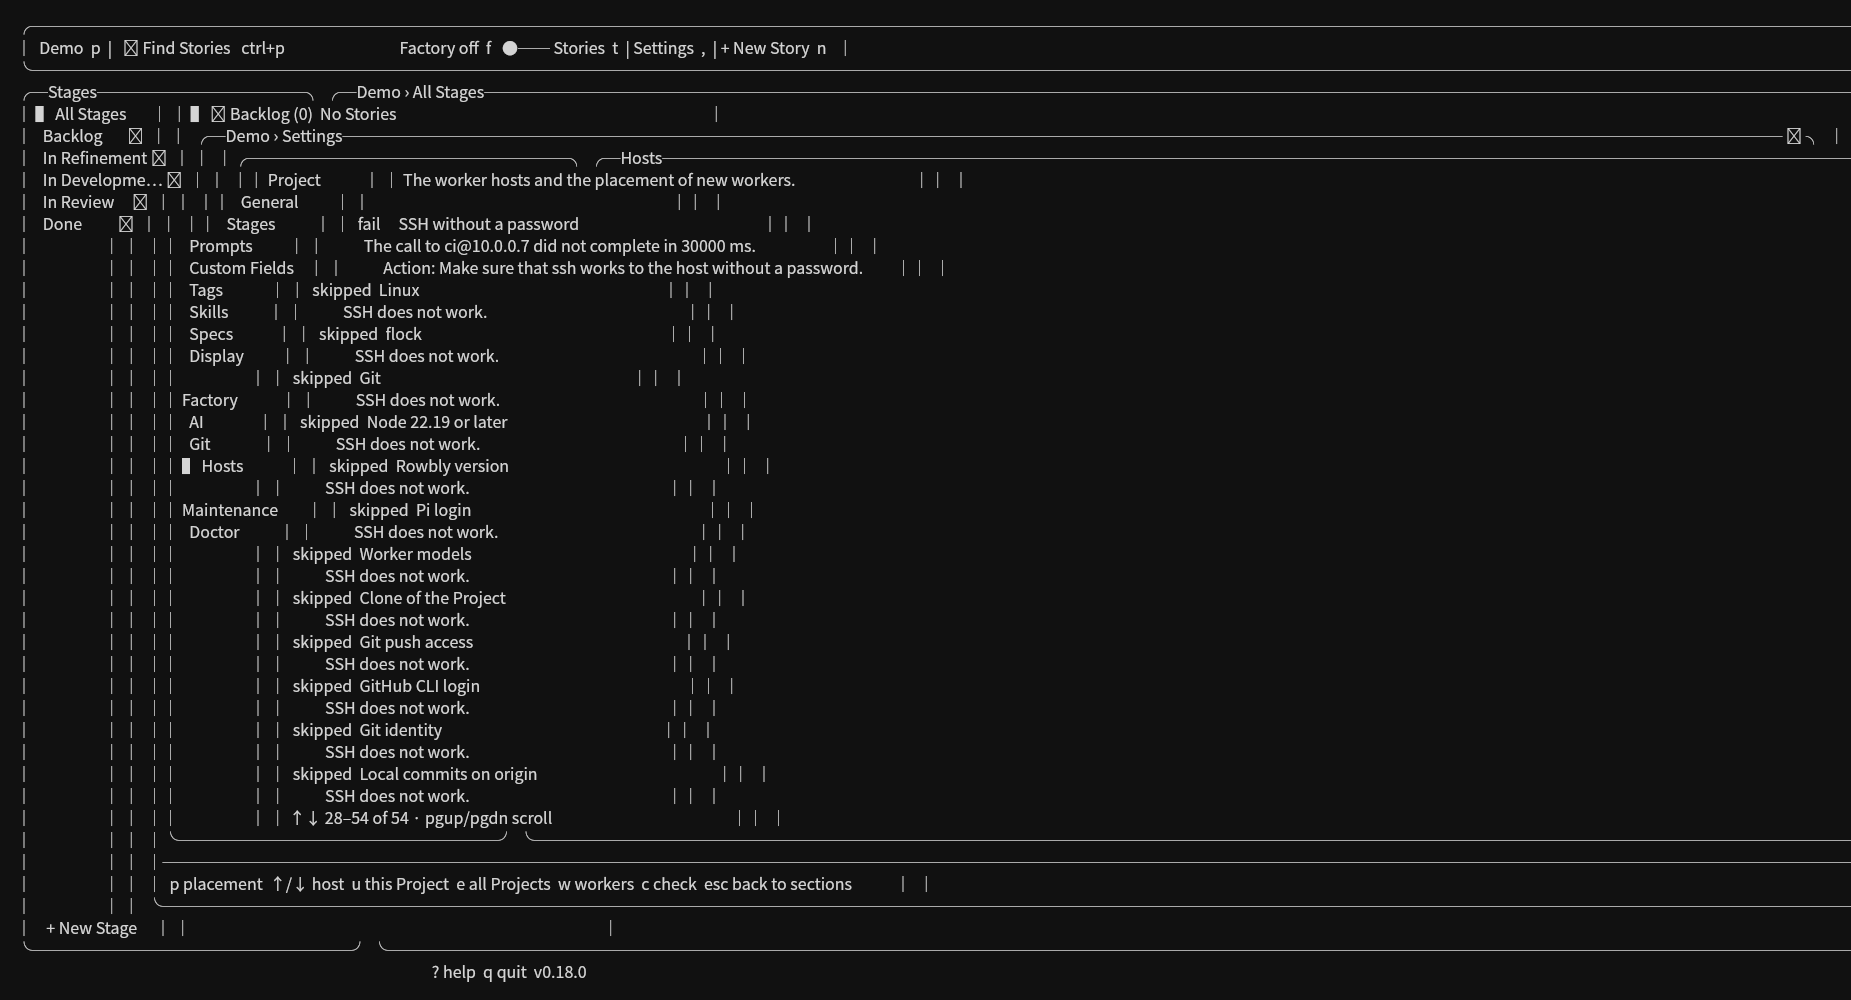 Demo p | Find Stories ctrl+p Factory off f ●── Stories t | Settings , | + New Story n
Stages Demo › All Stages
All Stages Backlog (0) No Stories
Backlog Demo › Settings
In Refinement Hosts
In Developme… Project The worker hosts and the placement of new workers.
In Review General
Done Stages fail SSH without a password
Prompts The call to ci@10.0.0.7 did not complete in 30000 ms.
Custom Fields Action: Make sure that ssh works to the host without a password.
Tags skipped Linux
Skills SSH does not work.
Specs skipped flock
Display SSH does not work.
skipped Git
Factory SSH does not work.
AI skipped Node 22.19 or later
Git SSH does not work.
Hosts skipped Rowbly version
SSH does not work.
Maintenance skipped Pi login
Doctor SSH does not work.
skipped Worker models
SSH does not work.
skipped Clone of the Project
SSH does not work.
skipped Git push access
SSH does not work.
skipped GitHub CLI login
SSH does not work.
skipped Git identity
SSH does not work.
skipped Local commits on origin
SSH does not work.
↑↓ 28–54 of 54 · pgup/pgdn scroll
p placement ↑/↓ host u this Project e all Projects w workers c check esc back to sections
+ New Stage
? help q quit v0.18.0